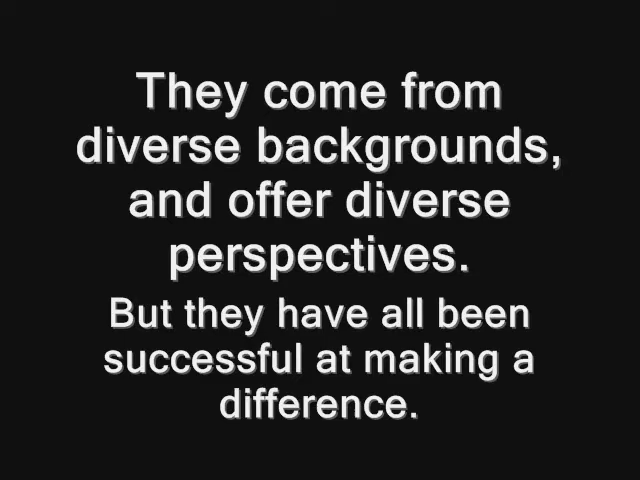 They come from
diverse backgrounds,
and offer diverse
perspectives.
But they have all been
successful at making a
difference.